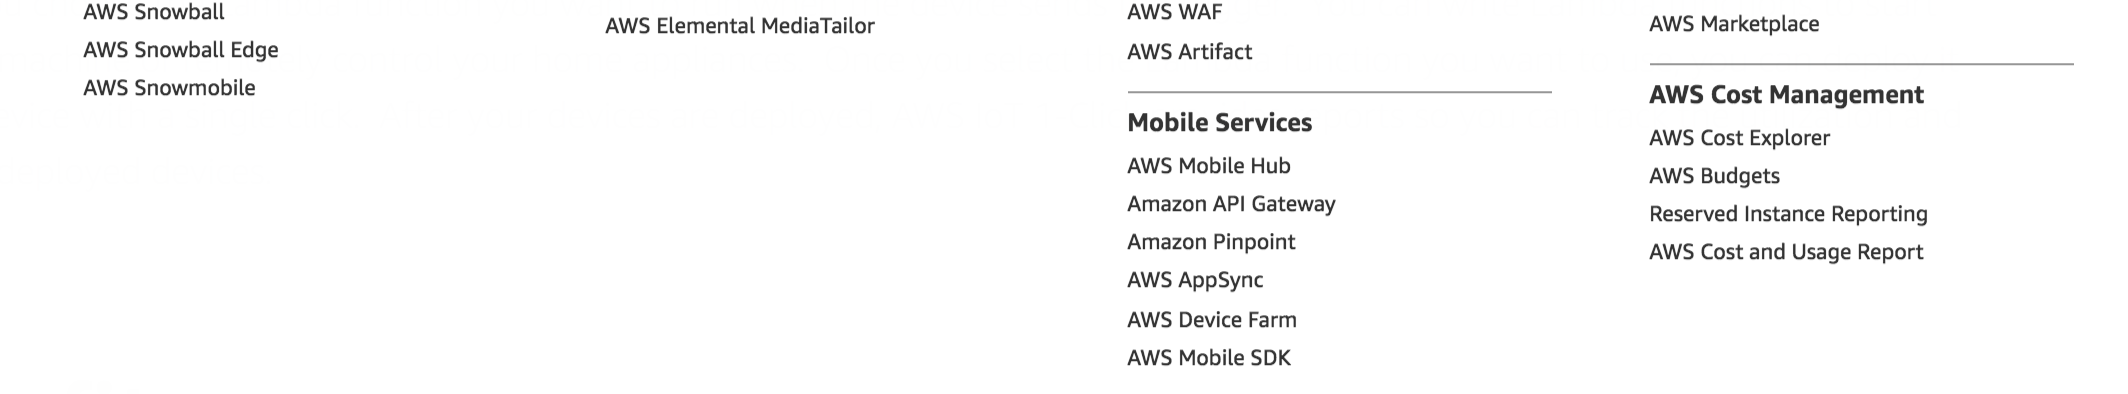 AWS Snowball
AWS Snowball Edge
AWS Snowmobile
AWS Elemental MediaTailor
AWS WAF
AWS Artifact
Mobile Services
AWS Mobile Hub
Amazon API Gateway
Amazon Pinpoint
AWS AppSync
AWS Device Farm
AWS Mobile SDK
AWS Marketplace
AWS Cost Management
AWS Cost Explorer
AWS Budgets
Reserved Instance Reporting
AWS Cost and Usage Report